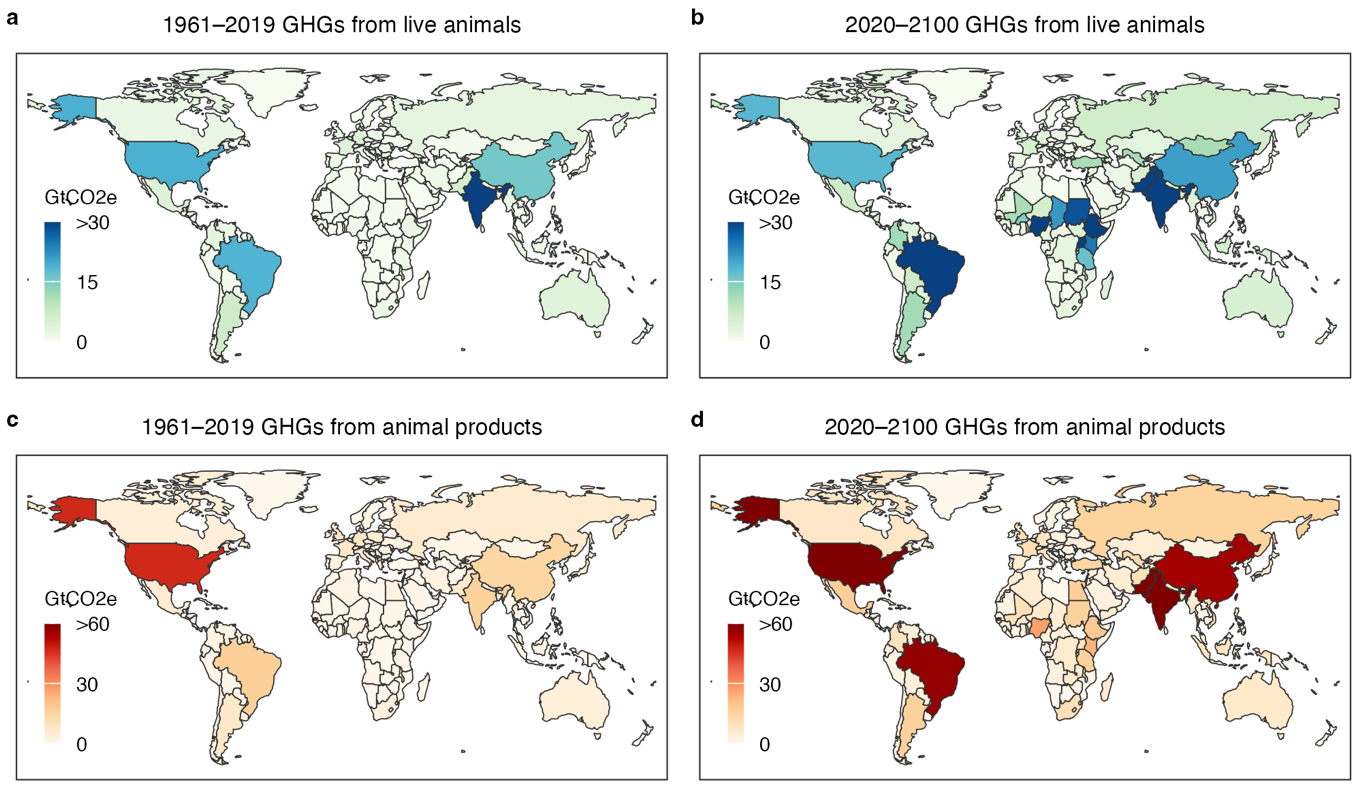 a
1961–2019 GHGs from live animals
GtCO2e
>30
15
0
b
2020–2100 GHGs from live animals
GtCO2e
>30
15
0
c
1961–2019 GHGs from animal products
GtCO2e
>60
30
0
d
2020–2100 GHGs from animal products
GtCO2e
>60
30
0